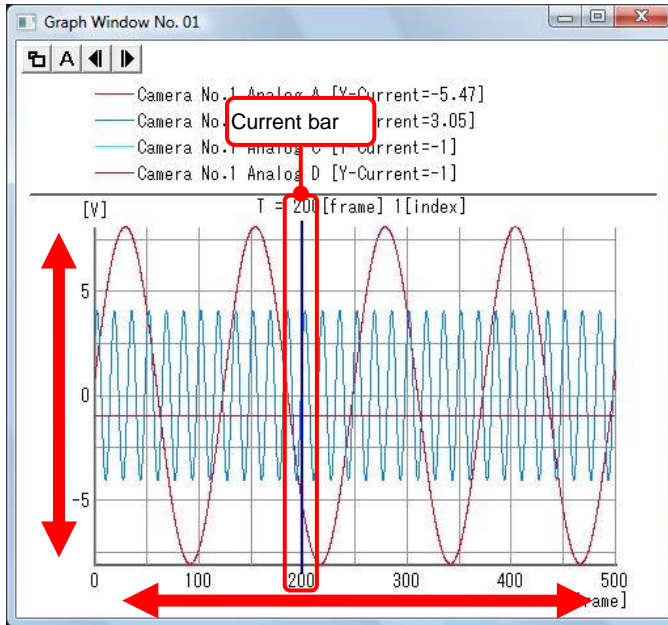 Graph Window No. 01
A
Camera No.1 Analog A [Y-Current=-5.47]
Camera No. rrent=3.05]
Current bar
Camera No.1 Analog C [Y-Current=-1]
Camera No.1 Analog D [Y-Current=-1]
[V] T = 200[frame] 1[index]
5
0
-5
0 100 200 300 400 500
rame]